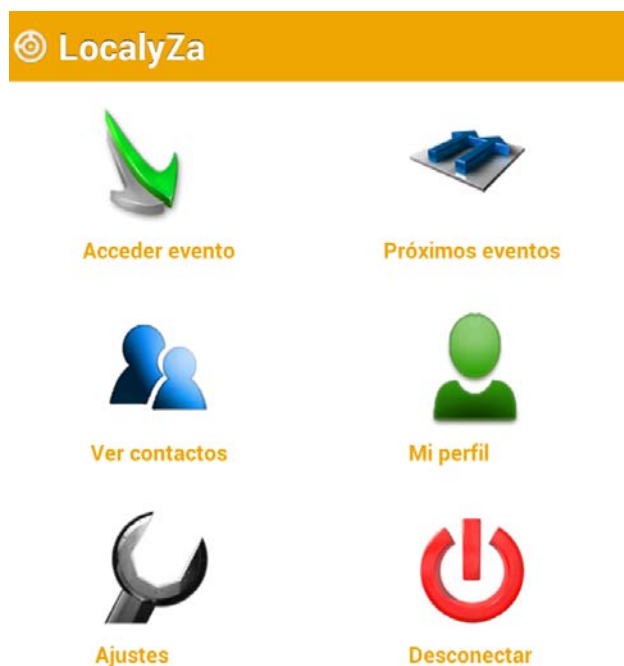 LocalyZa
Acceder evento
Próximos eventos
Ver contactos
Mi perfil
Ajustes
Desconectar